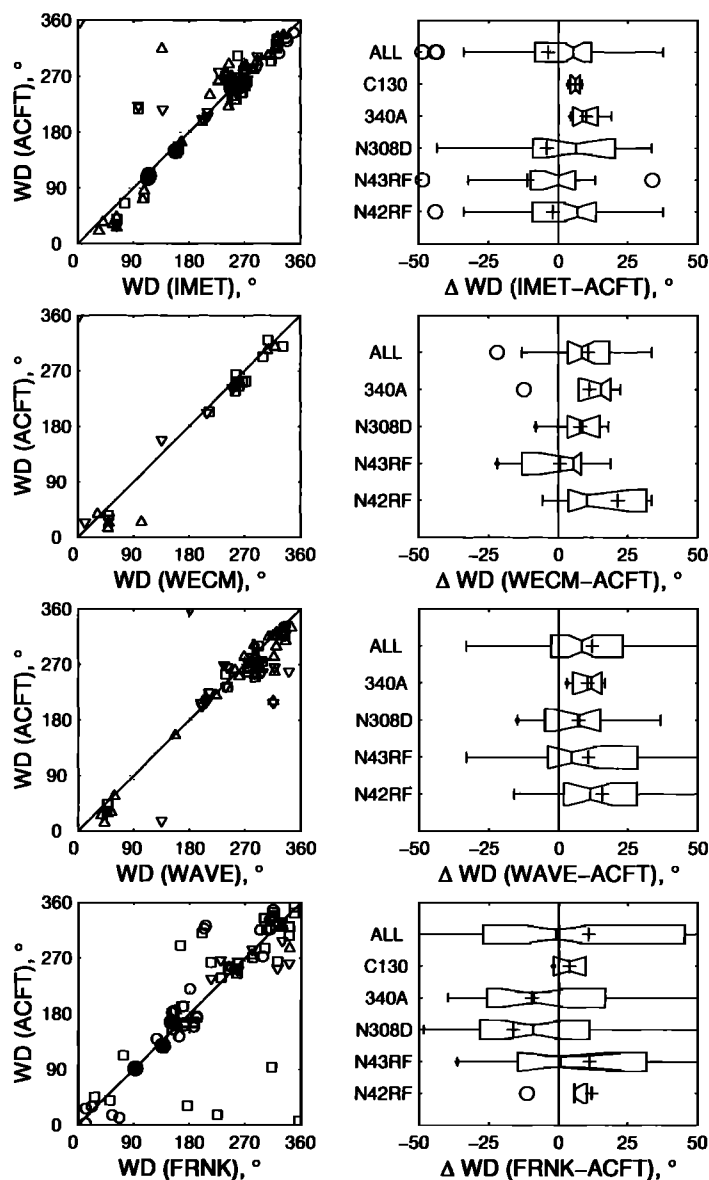 WD (ACFT), °
360
270
180
90
0
0 90 180 270 360
WD (IMET), °
ALL
C130
340A
N308D
N43RF
N42RF
-50 -25 0 25 50
Δ WD (IMET-ACFT), °
WD (ACFT), °
360
270
180
90
0
0 90 180 270 360
WD (WECM), °
ALL
340A
N308D
N43RF
N42RF
-50 -25 0 25 50
Δ WD (WECM-ACFT), °
WD (ACFT), °
360
270
180
90
0
0 90 180 270 360
WD (WAVE), °
ALL
340A
N308D
N43RF
N42RF
-50 -25 0 25 50
Δ WD (WAVE-ACFT), °
WD (ACFT), °
360
270
180
90
0
0 90 180 270 360
WD (FRNK), °
ALL
C130
340A
N308D
N43RF
N42RF
-50 -25 0 25 50
Δ WD (FRNK-ACFT), °